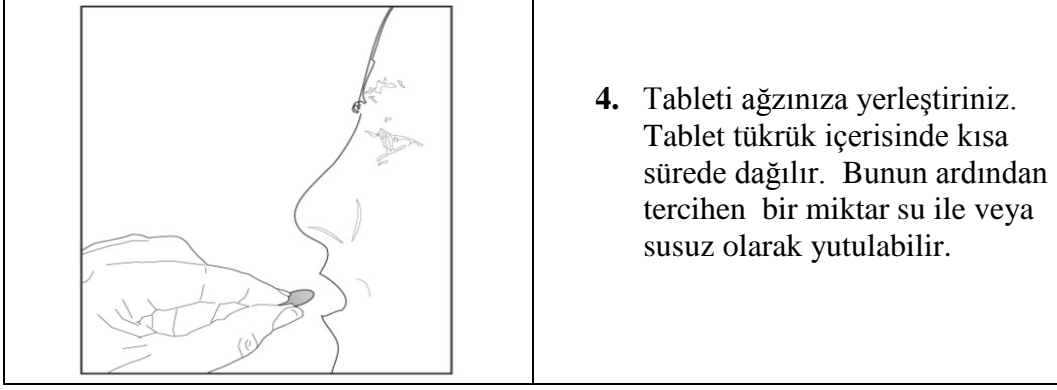 4. Tableti ağzınıza yerleştiriniz.
Tablet tükrük içerisinde kısa
sürede dağılır.  Bunun ardından
tercihen  bir miktar su ile veya
susuz olarak yutulabilir.